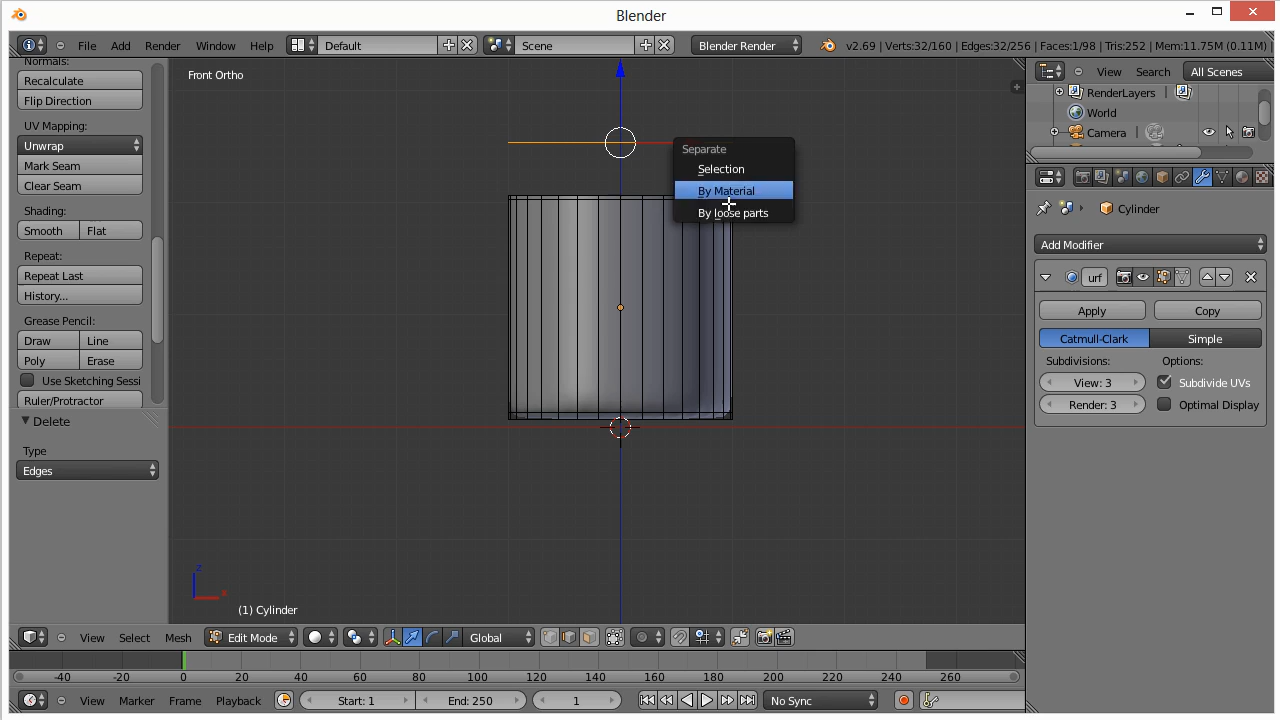 Blender
File Add Render Window Help Default Scene Blender Render v2.69 | Verts:32/160 | Edges:32/256 | Faces:1/98 | Tris:252 | Mem:11.75M (0.11M) |
Normals:
Recalculate
Flip Direction
UV Mapping:
Unwrap
Mark Seam
Clear Seam
Shading:
Smooth Flat
Repeat:
Repeat Last
History...
Grease Pencil:
Draw Line
Poly Erase
Use Sketching Sessi
Ruler/Protractor
Delete
Type
Edges
Front Ortho
Separate
Selection
By Material
By loose parts
z
x
(1) Cylinder
View Search All Scenes
RenderLayers |
World
Camera
Cylinder
Add Modifier
urf
Apply Copy
Catmull-Clark Simple
Subdivisions: Options:
View: 3 Subdivide UVs
Render: 3 Optimal Display
View Select Mesh Edit Mode Global
-40 -20 0 20 40 60 80 100 120 140 160 180 200 220 240 260
View Marker Frame Playback Start: 1 End: 250 1 No Sync